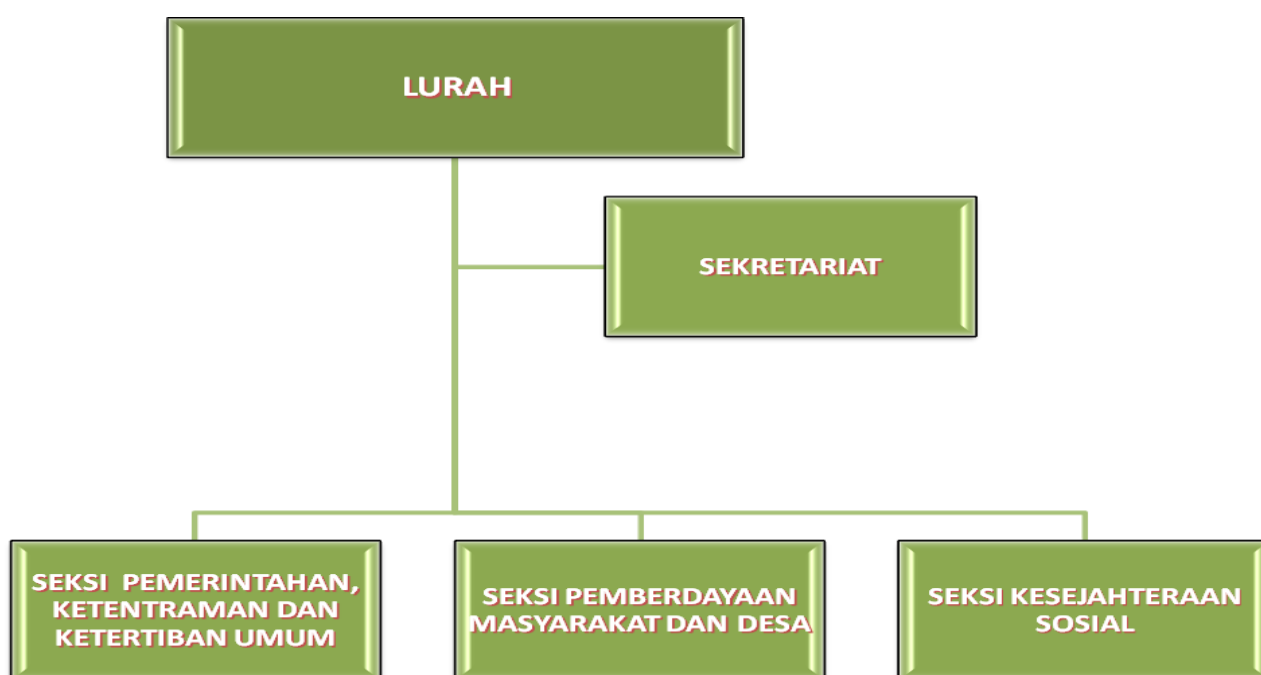 LURAH
SEKRETARIAT
SEKSI PEMERINTAHAN,
KETENTRAMAN DAN
KETERTIBAN UMUM
SEKSI PEMBERDAYAAN
MASYARAKAT DAN DESA
SEKSI KESEJAHTERAAN
SOSIAL